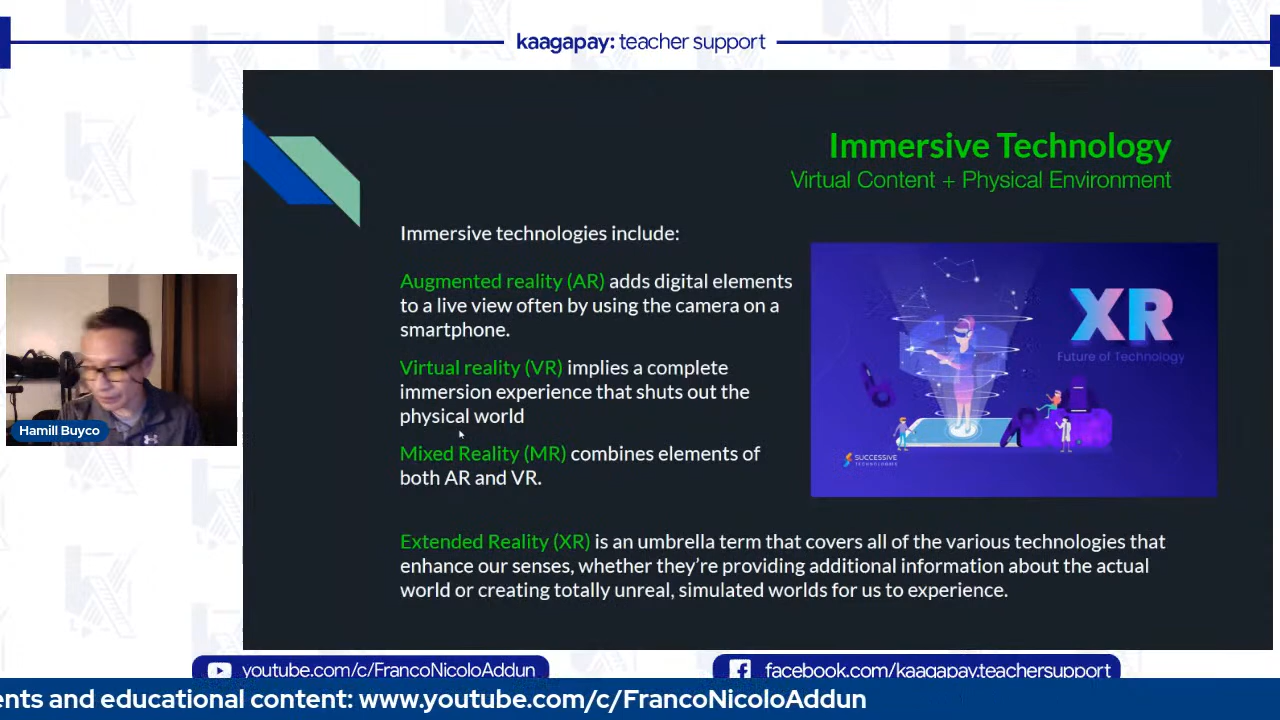 kaagapay: teacher support
Immersive Technology
Virtual Content + Physical Environment
Immersive technologies include:
Augmented reality (AR) adds digital elements
to a live view often by using the camera on a
smartphone.
Virtual reality (VR) implies a complete
immersion experience that shuts out the
physical world
Mixed Reality (MR) combines elements of
both AR and VR.
XR
Future of Technology
SUCCESSIVE
TECHNOLOGIES
Extended Reality (XR) is an umbrella term that covers all of the various technologies that
enhance our senses, whether they’re providing additional information about the actual
world or creating totally unreal, simulated worlds for us to experience.
Hamill Buyco
youtube.com/c/FrancoNicoloAddun
facebook.com/kaagapay.teachersupport
ents and educational content: www.youtube.com/c/FrancoNicoloAddun